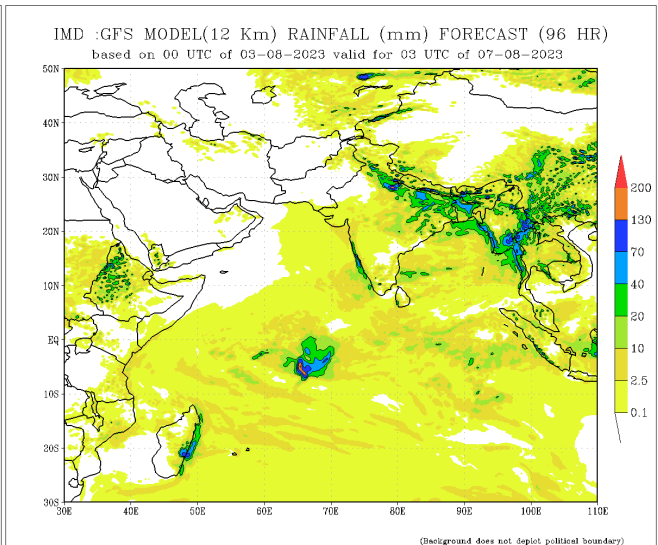 IMD :GFS MODEL(12 Km) RAINFALL (mm) FORECAST (96 HR)
based on 00 UTC of 03-08-2023 valid for 03 UTC of 07-08-2023
50N
40N
30N
20N
10N
EQ
10S
20S
30S
30E 40E 50E 60E 70E 80E 90E 100E 110E
200
130
70
40
20
10
2.5
0.1
(Background does not depict political boundary)